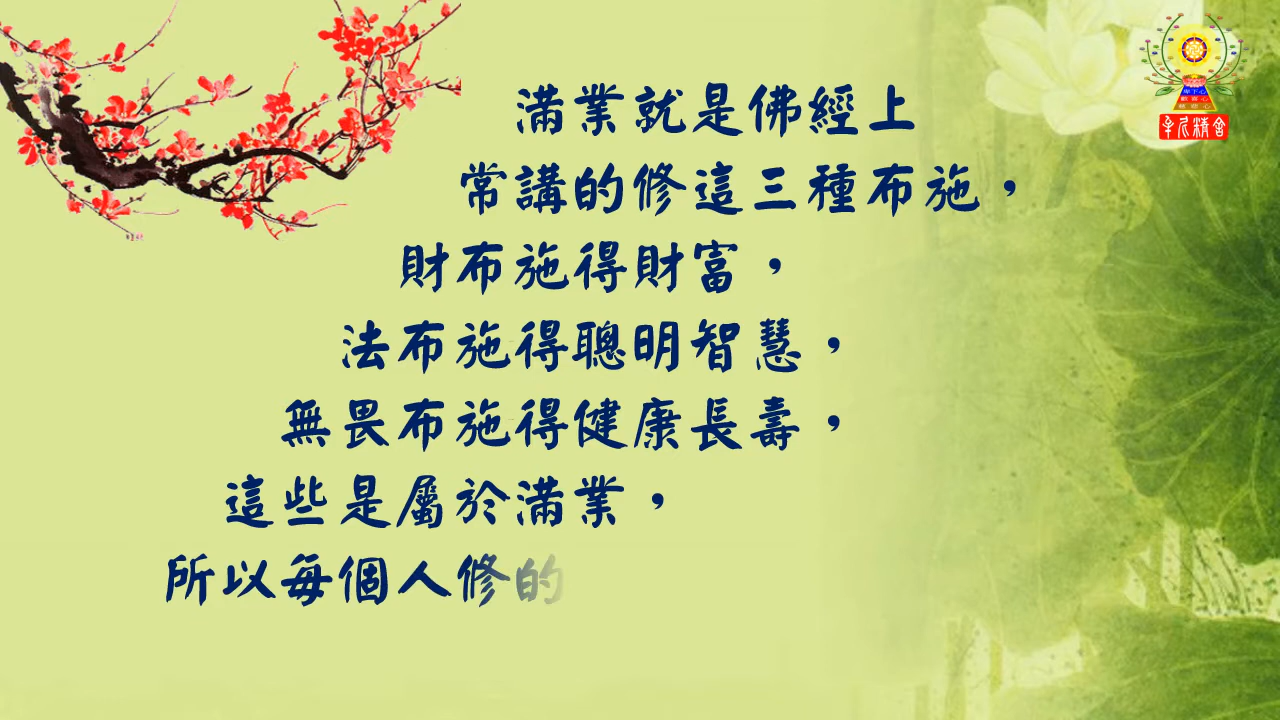 滿業就是佛經上
常講的修這三種布施，
財布施得財富，
法布施得聰明智慧，
無畏布施得健康長壽，
這些是屬於滿業，
所以每個人修的
精舍